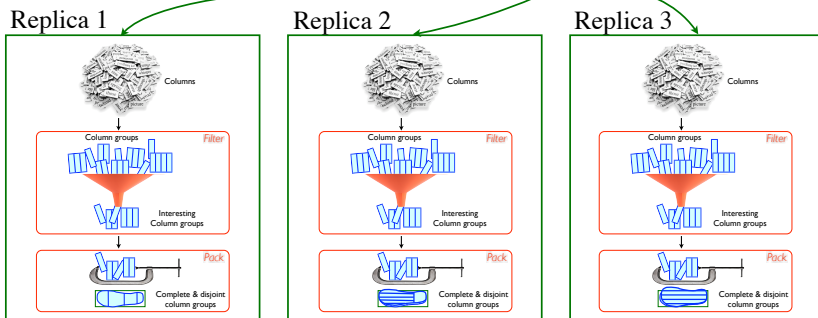 Replica 1
Columns
Column groups
Filter
Interesting
Column groups
Pack
Complete & disjoint
column groups
Replica 2
Columns
Column groups
Filter
Interesting
Column groups
Pack
Complete & disjoint
column groups
Replica 3
Columns
Column groups
Filter
Interesting
Column groups
Pack
Complete & disjoint
column groups